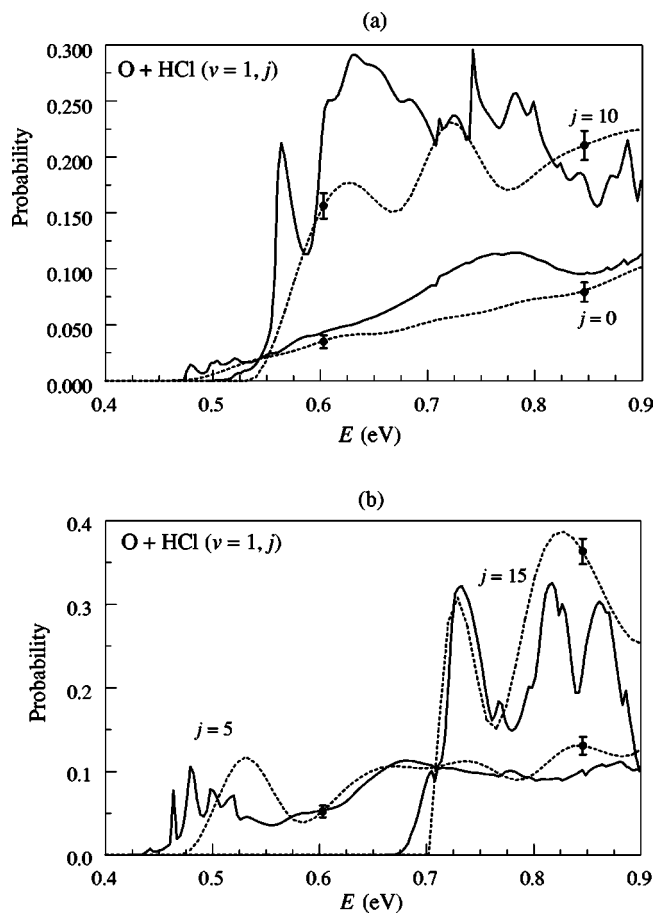 (a)
0.300
O + HCl (v = 1, j)
0.250
j = 10
0.200
Probability
0.150
0.100
0.050
j = 0
0.000
0.4 0.5 0.6 0.7 0.8 0.9
E (eV)
(b)
0.4
O + HCl (v = 1, j)
j = 15
0.3
Probability
0.2
j = 5
0.1
0.0
0.4 0.5 0.6 0.7 0.8 0.9
E (eV)